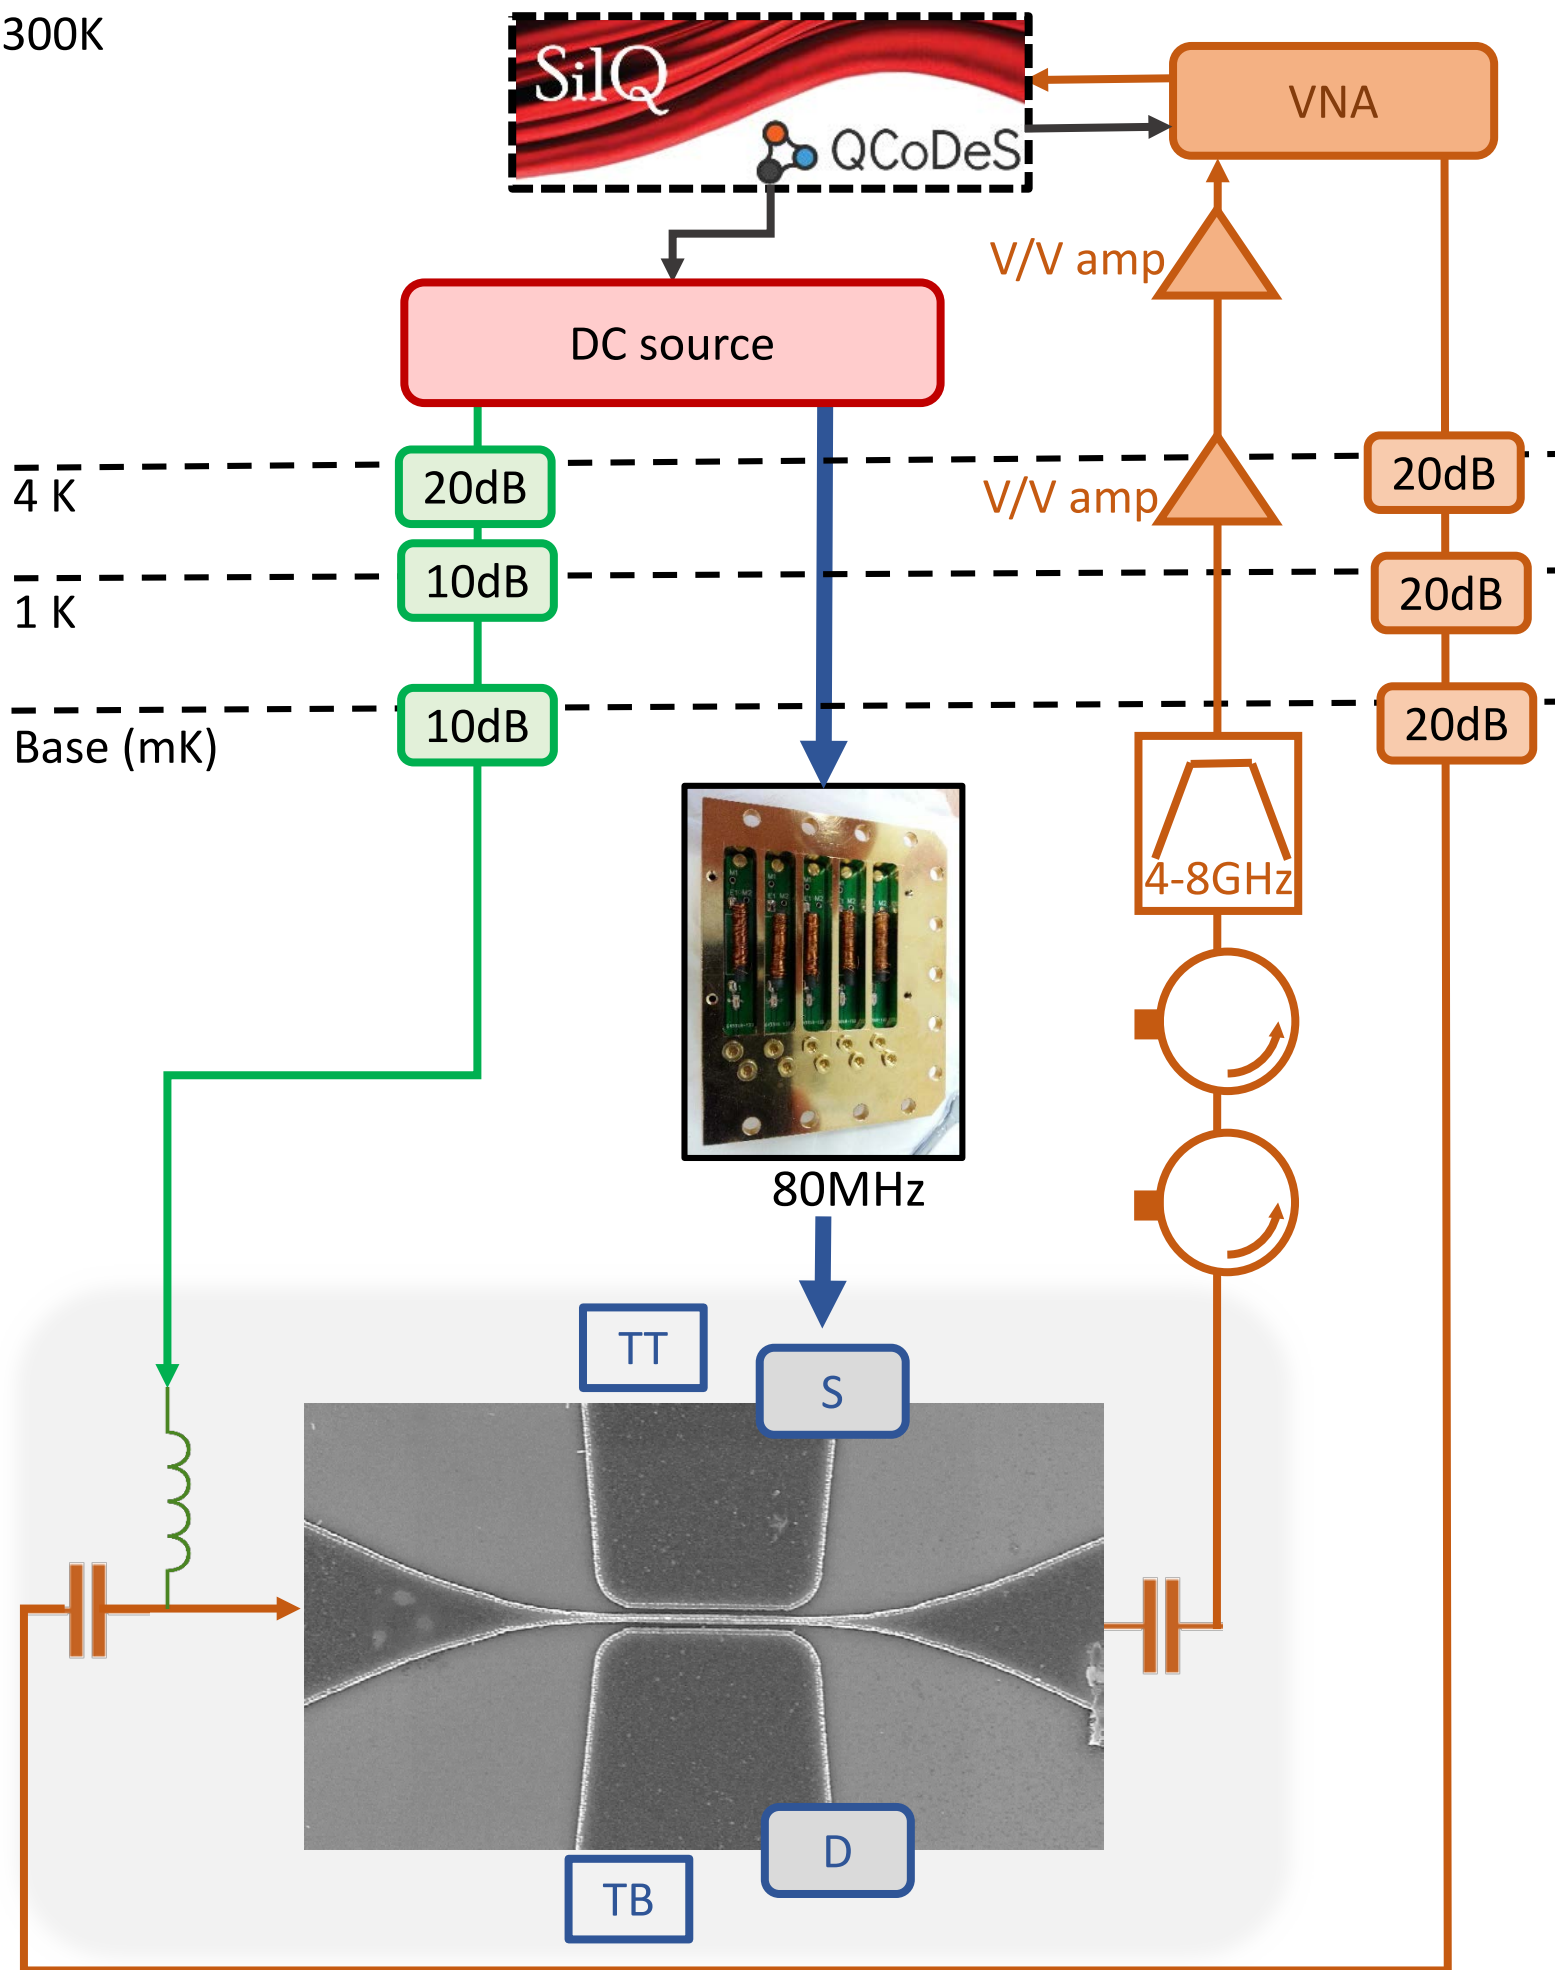 300K
SilQ
QCoDeS
VNA
V/V amp
DC source
4 K
20dB
V/V amp
20dB
1 K
10dB
20dB
Base (mK)
10dB
20dB
4-8GHz
80MHz
TT
S
D
TB